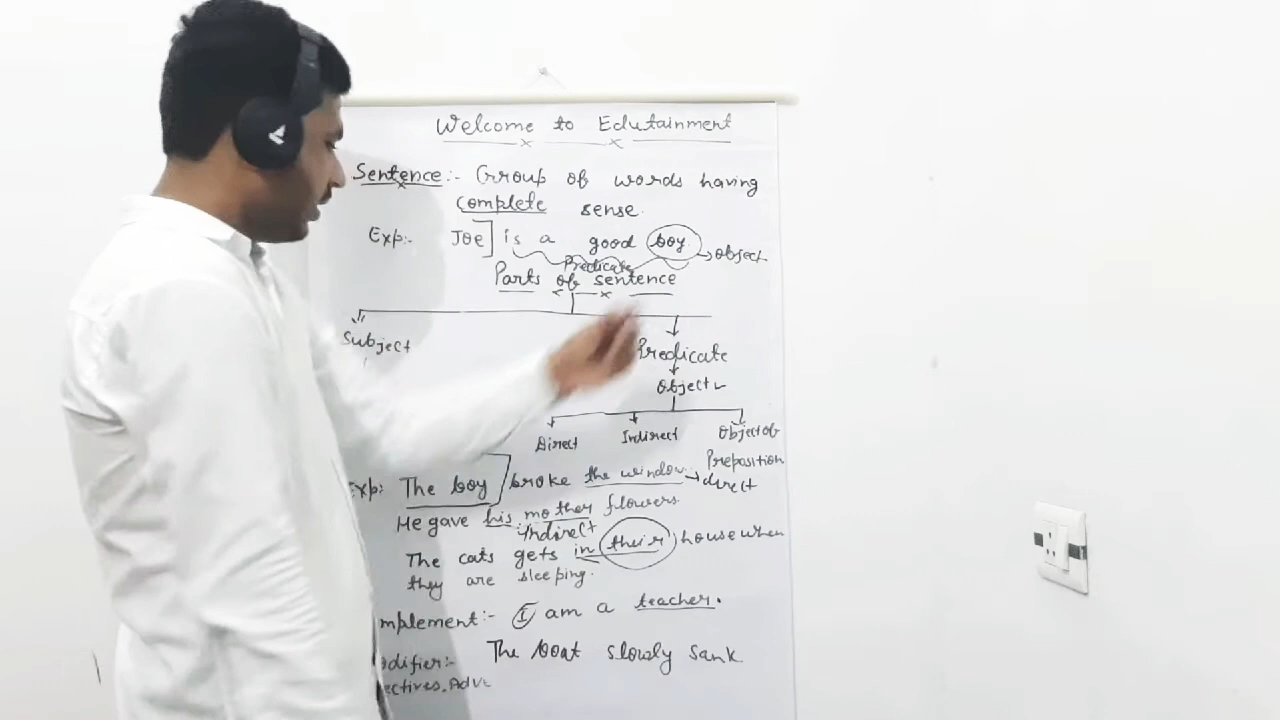 Welcome to Edutainment
Sentence:- Group of words having
complete sense.
Exp:- Joe] is a good boy. → object
Predicate
Parts of sentence
Subject
Predicate
Object
Direct Indirect Object of
Preposition
Exp: The boy / broke the window. → direct
He gave his mother flowers
indirect
The cats gets in their house when
they are sleeping.
mplement:- I am a teacher.
difier:- The boat slowly sank
ectives, Adv